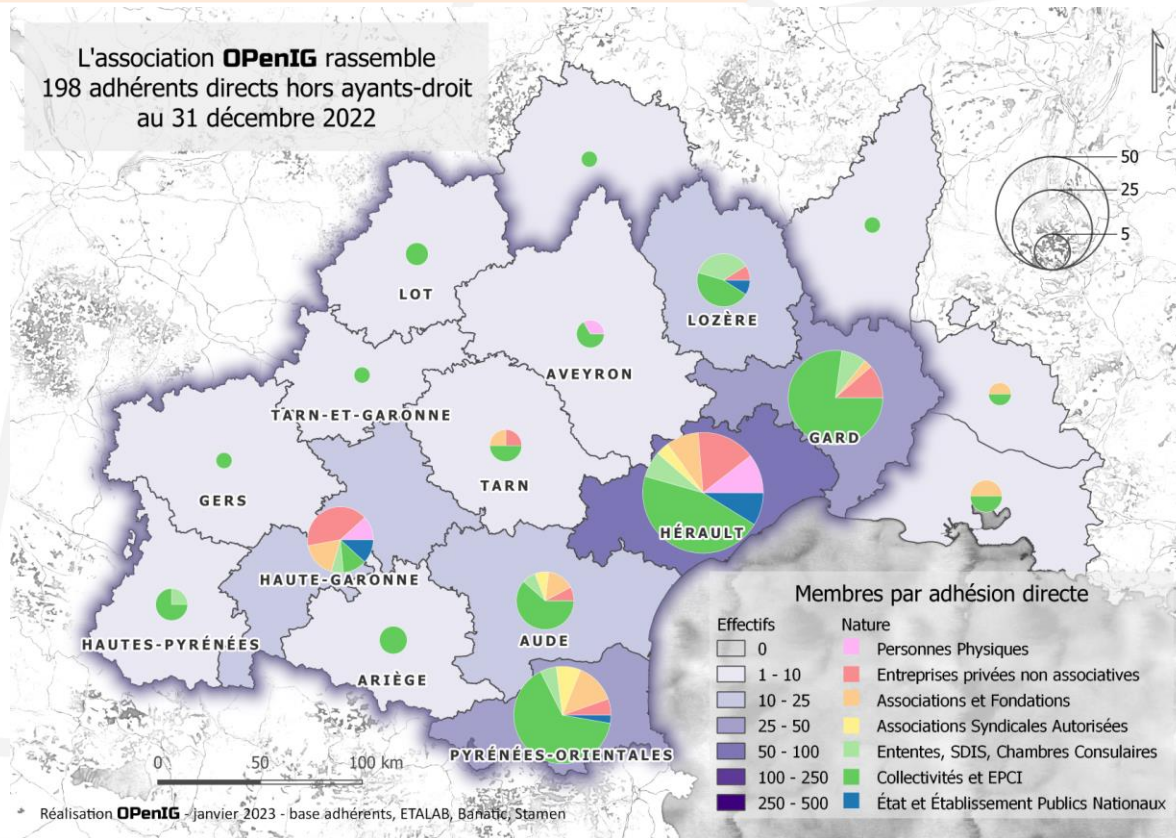 L'association OPenIG rassemble
198 adhérents directs hors ayants-droit
au 31 décembre 2022
50
25
5
LOT
LOZÈRE
AVEYRON
TARN-ET-GARONNE
GARD
TARN
GERS
HÉRAULT
HAUTE-GARONNE
HAUTES-PYRÉNÉES
AUDE
ARIÈGE
PYRÉNÉES-ORIENTALES
Membres par adhésion directe
Effectifs
0
1 - 10
10 - 25
25 - 50
50 - 100
100 - 250
250 - 500
Nature
Personnes Physiques
Entreprises privées non associatives
Associations et Fondations
Associations Syndicales Autorisées
Ententes, SDIS, Chambres Consulaires
Collectivités et EPCI
État et Établissement Publics Nationaux
0 50 100 km
Réalisation OPenIG - janvier 2023 - base adhérents, ETALAB, Banatic, Stamen